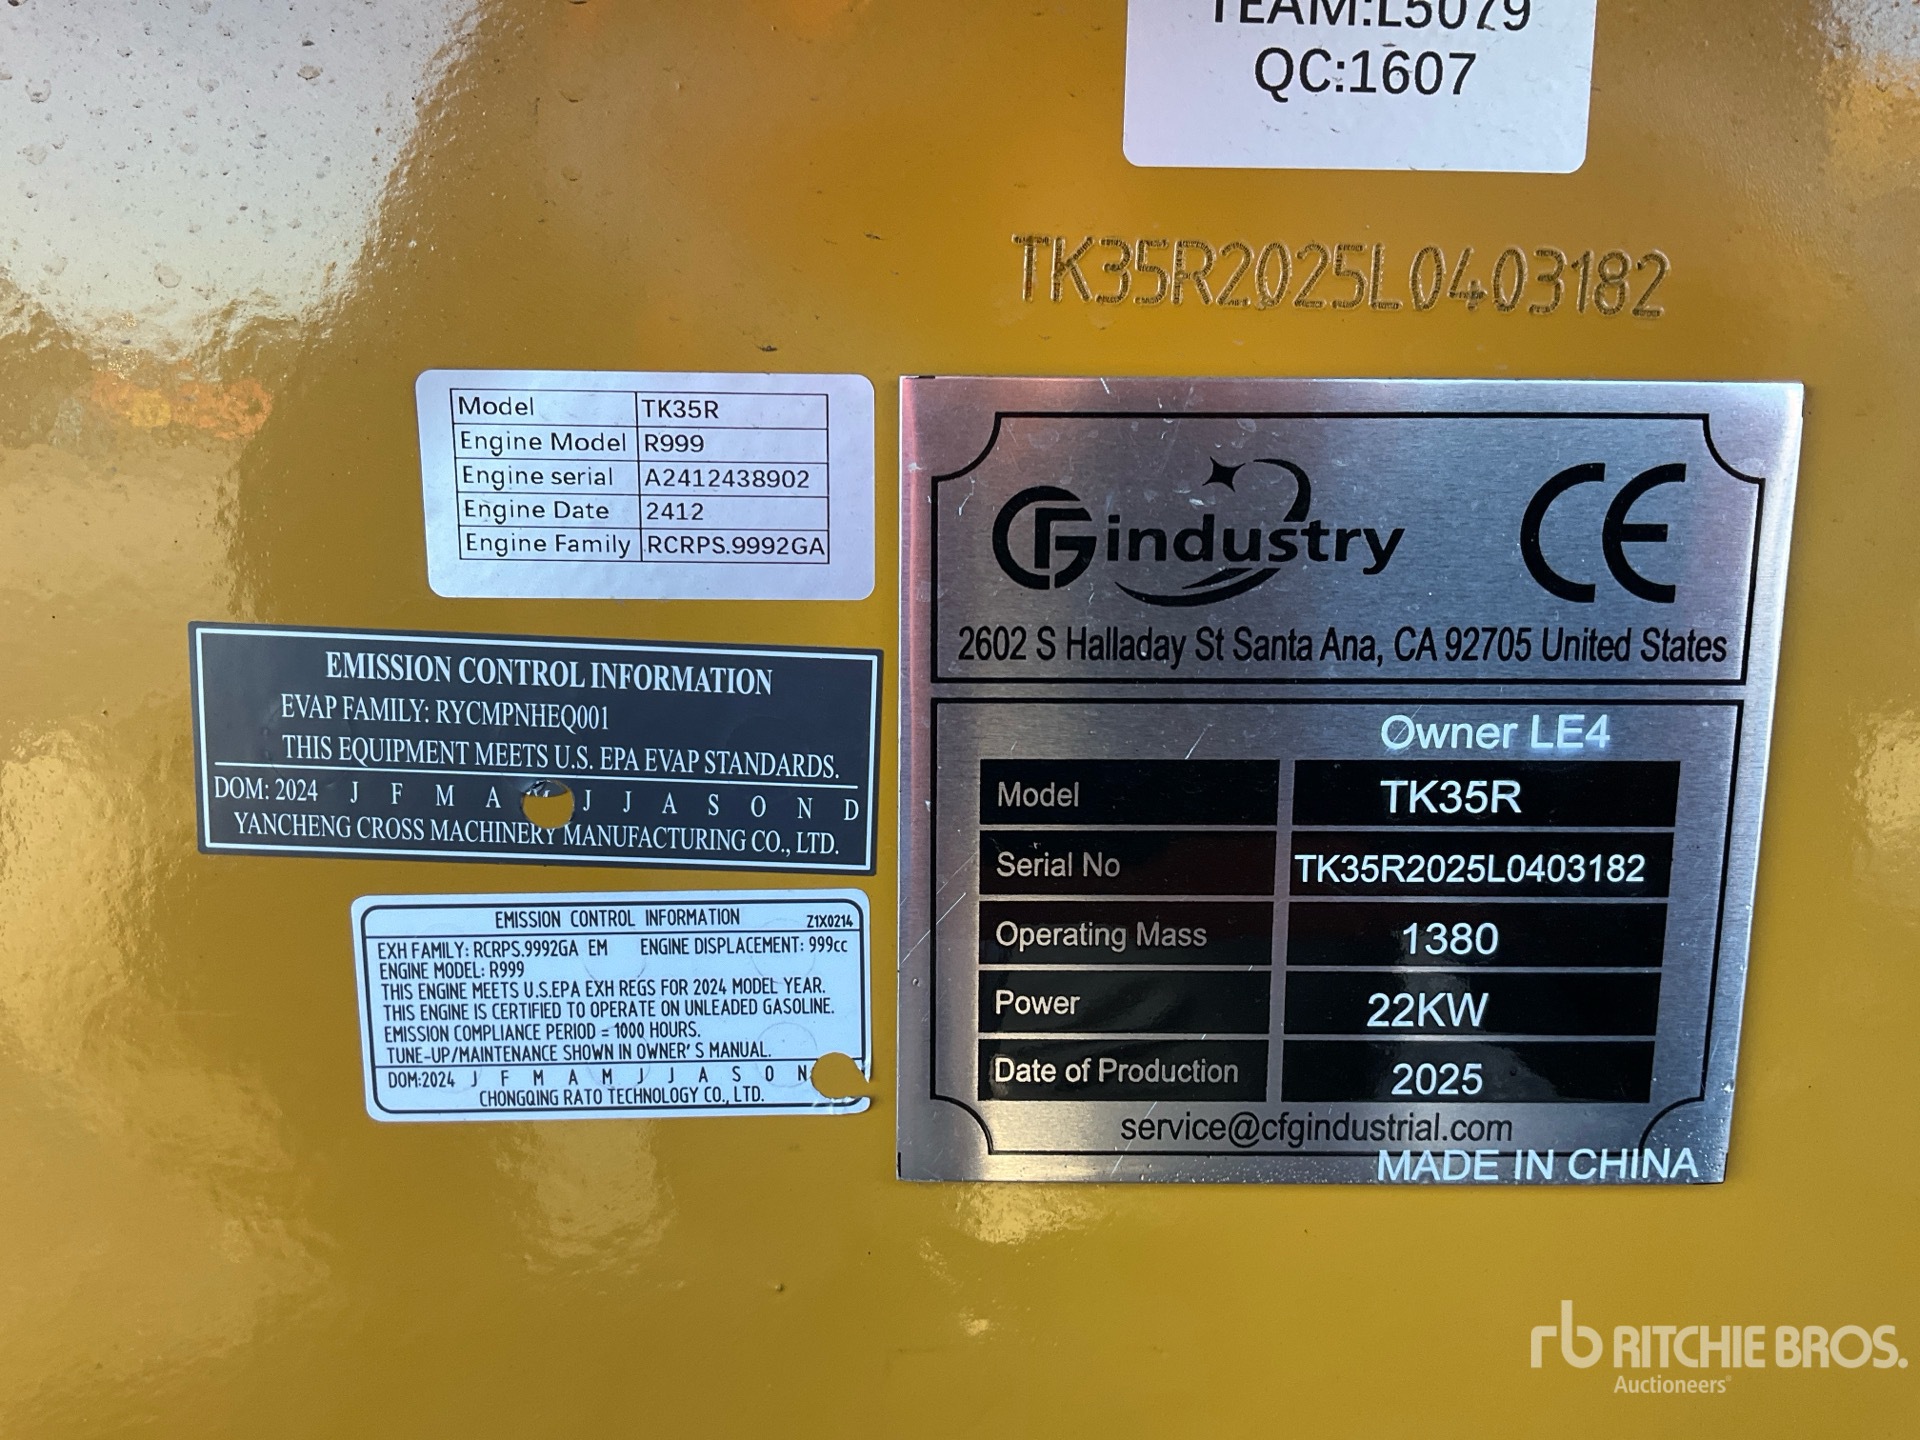 TEAM:L5079
QC:1607
TK35R2025L0403182
Model TK35R
Engine Model R999
Engine serial A2412438902
Engine Date 2412
Engine Family RCRPS.9992GA
EMISSION CONTROL INFORMATION
EVAP FAMILY: RYCMPNHEQ001
THIS EQUIPMENT MEETS U.S. EPA EVAP STANDARDS.
DOM: 2024 J F M A M J J A S O N D
YANCHENG CROSS MACHINERY MANUFACTURING CO., LTD.
EMISSION CONTROL INFORMATION Z1X0214
EXH FAMILY: RCRPS.9992GA EM ENGINE DISPLACEMENT: 999cc
ENGINE MODEL: R999
THIS ENGINE MEETS U.S.EPA EXH REGS FOR 2024 MODEL YEAR.
THIS ENGINE IS CERTIFIED TO OPERATE ON UNLEADED GASOLINE.
EMISSION COMPLIANCE PERIOD = 1000 HOURS.
TUNE-UP/MAINTENANCE SHOWN IN OWNER'S MANUAL.
DOM:2024 J F M A M J J A S O N
CHONGQING RATO TECHNOLOGY CO., LTD.
CFG industry CE
2602 S Halladay St Santa Ana, CA 92705 United States
Owner LE4
Model TK35R
Serial No TK35R2025L0403182
Operating Mass 1380
Power 22KW
Date of Production 2025
service@cfgindustrial.com
MADE IN CHINA
rb RITCHIE BROS.
Auctioneers